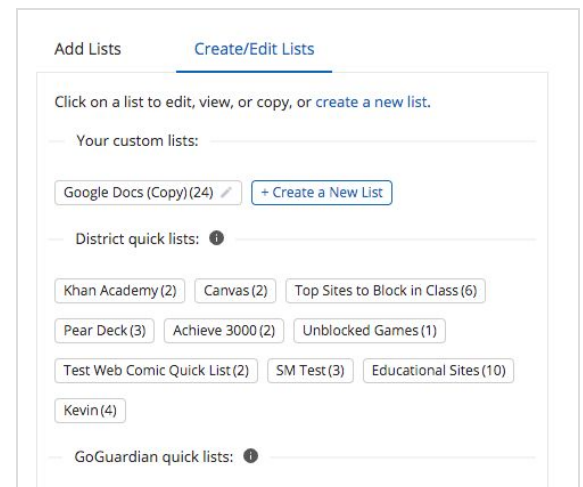 Add Lists Create/Edit Lists
Click on a list to edit, view, or copy, or create a new list.
Your custom lists:
Google Docs (Copy) (24) + Create a New List
District quick lists:
Khan Academy (2) Canvas (2) Top Sites to Block in Class (6)
Pear Deck (3) Achieve 3000 (2) Unblocked Games (1)
Test Web Comic Quick List (2) SM Test (3) Educational Sites (10)
Kevin (4)
GoGuardian quick lists: